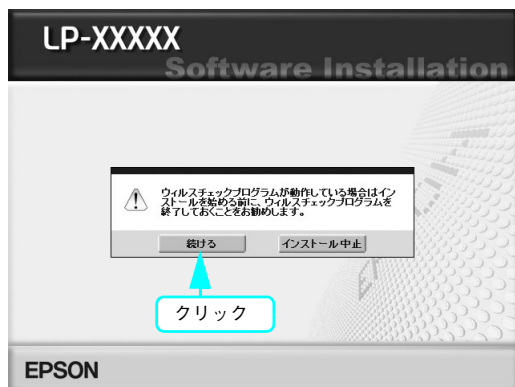 LP-XXXXX
Software Installation
ウィルスチェックプログラムが動作している場合はイン
ストールを始める前に、ウィルスチェックプログラムを
終了しておくことをお勧めします。
続ける
インストール中止
クリック
EPSON